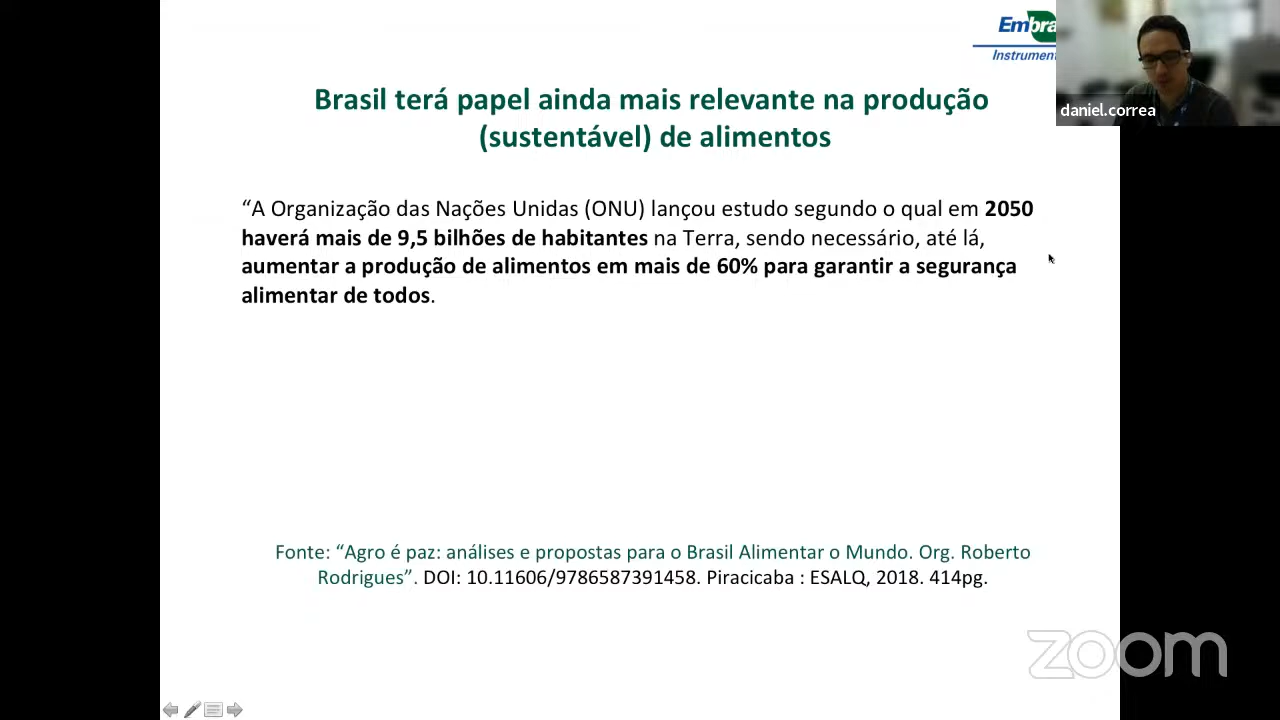 Embra
Instrument
daniel.correa
Brasil terá papel ainda mais relevante na produção
(sustentável) de alimentos
“A Organização das Nações Unidas (ONU) lançou estudo segundo o qual em 2050
haverá mais de 9,5 bilhões de habitantes na Terra, sendo necessário, até lá,
aumentar a produção de alimentos em mais de 60% para garantir a segurança
alimentar de todos.
Fonte: “Agro é paz: análises e propostas para o Brasil Alimentar o Mundo. Org. Roberto
Rodrigues”. DOI: 10.11606/9786587391458. Piracicaba : ESALQ, 2018. 414pg.
zoom